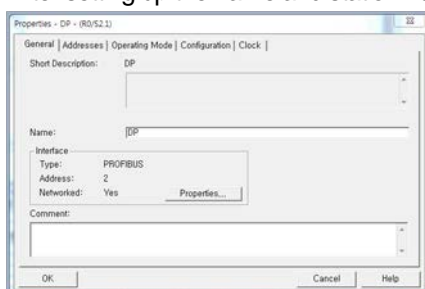 Properties - DP - (R0/S2.1)
General | Addresses | Operating Mode | Configuration | Clock |
Short Description: DP
Name: DP
Interface
Type: PROFIBUS
Address: 2
Networked: Yes Properties...
Comment:
OK Cancel Help